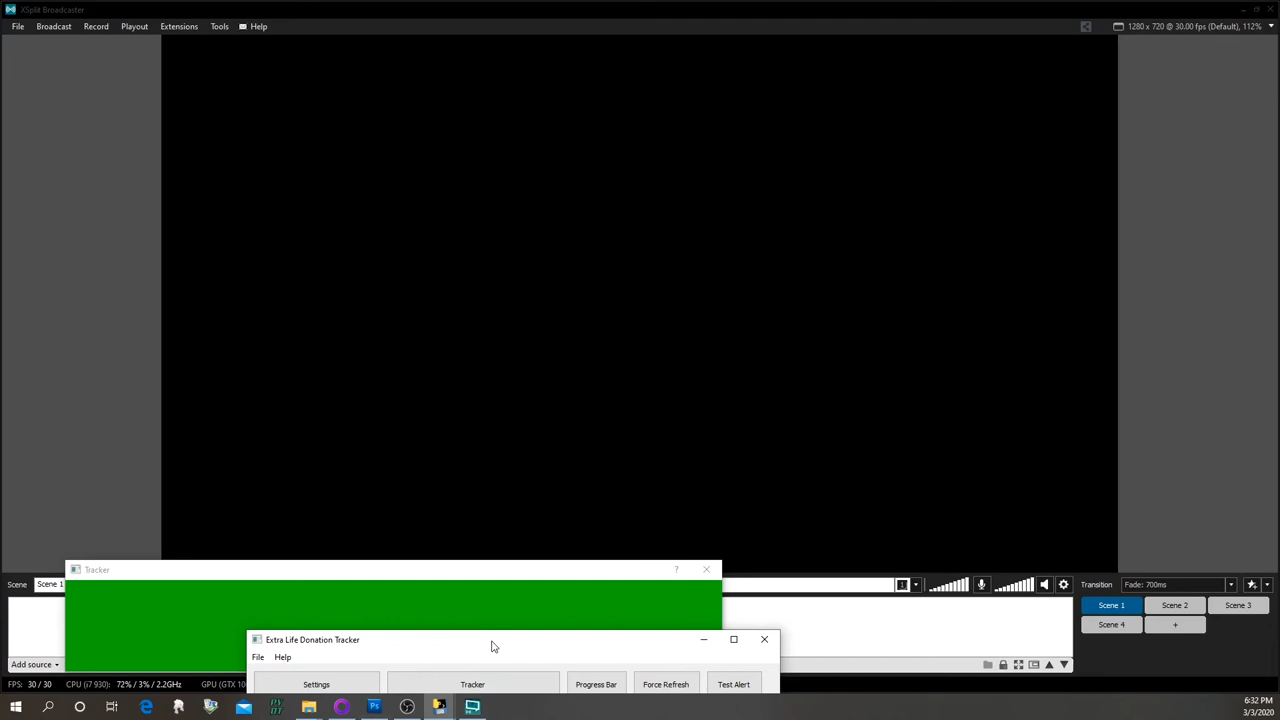 XSplit Broadcaster
File Broadcast Record Playout Extensions Tools Help
1280 x 720 @ 30.00 fps (Default), 112%
Tracker ?
Scene Scene 1
1
Transition Fade: 700ms
Scene 1 Scene 2 Scene 3
Scene 4 +
Extra Life Donation Tracker
File Help
Add source
Settings Tracker Progress Bar Force Refresh Test Alert
FPS: 30 / 30 CPU (i7 930): 72% / 3% / 2.2GHz GPU (GTX 10
6:32 PM
3/3/2020